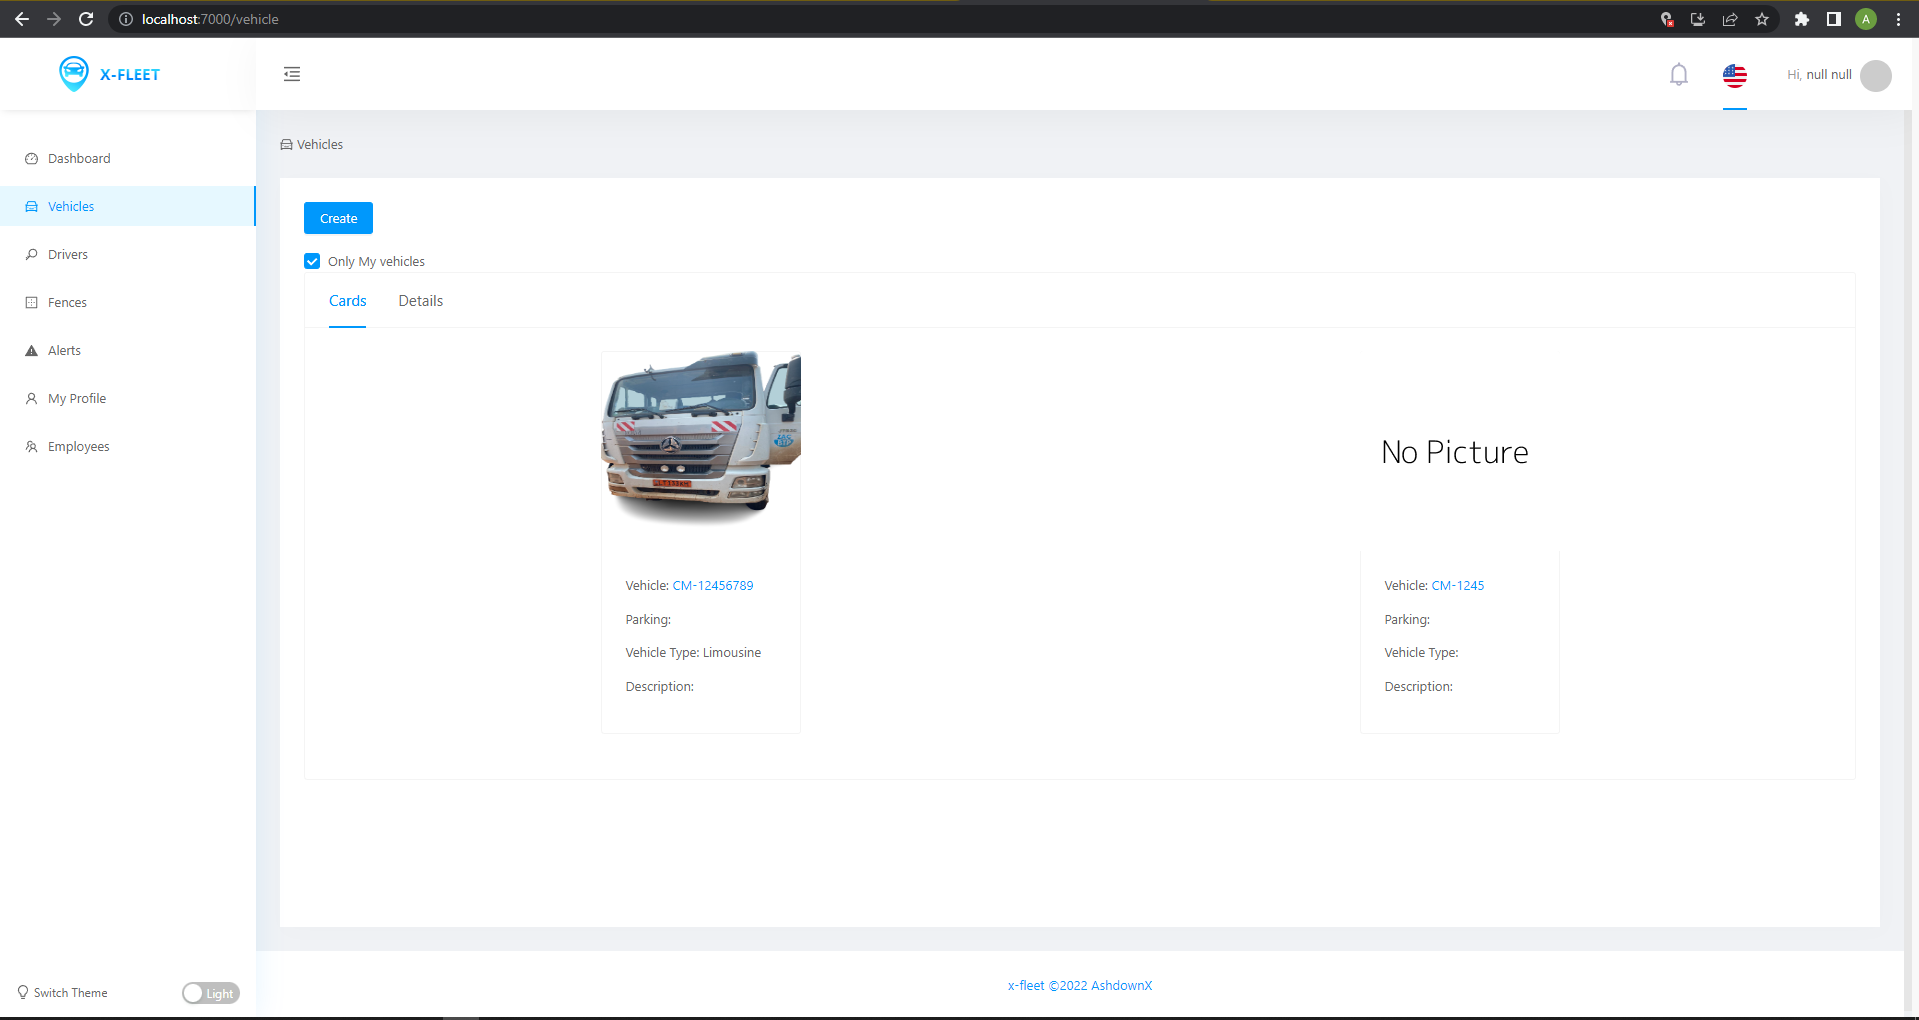 localhost:7000/vehicle
A
X-FLEET
Hi, null null
Dashboard
Vehicles
Drivers
Fences
Alerts
My Profile
Employees
Switch Theme
Light
Vehicles
Create
Only My vehicles
Cards
Details
Vehicle: CM-12456789
Parking:
Vehicle Type: Limousine
Description:
No Picture
Vehicle: CM-1245
Parking:
Vehicle Type:
Description:
x-fleet ©2022 AshdownX